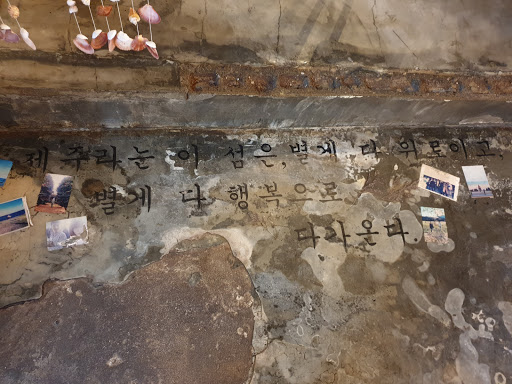 제주라는 이 섬은, 별게 다 위로이고,
별게 다 행복으로
다가온다.